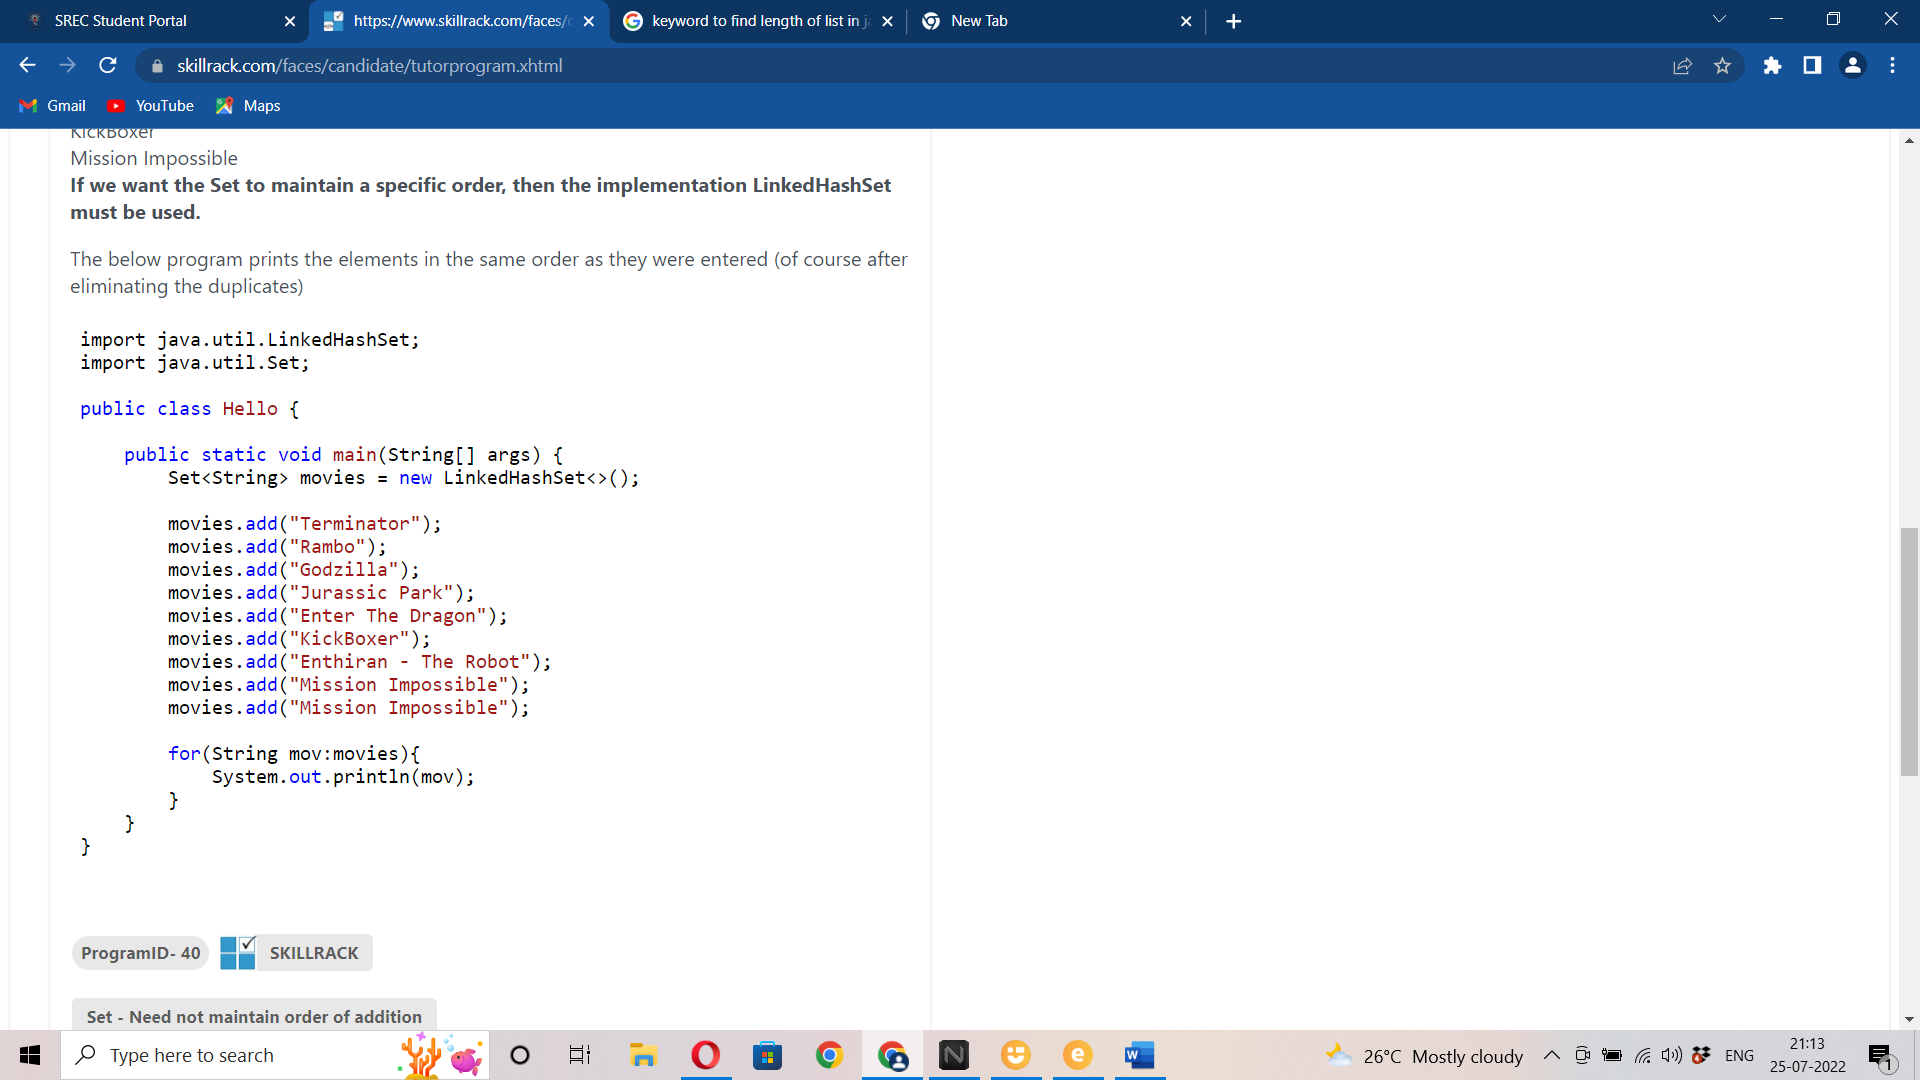 SREC Student Portal
https://www.skillrack.com/faces/
keyword to find length of list in
New Tab
skillrack.com/faces/candidate/tutorprogram.xhtml
Gmail
YouTube
Maps
KickBoxer
Mission Impossible
If we want the Set to maintain a specific order, then the implementation LinkedHashSet
must be used.
The below program prints the elements in the same order as they were entered (of course after
eliminating the duplicates)
import java.util.LinkedHashSet;
import java.util.Set;
public class Hello {
public static void main(String[] args) {
Set<String> movies = new LinkedHashSet<>();
movies.add("Terminator");
movies.add("Rambo");
movies.add("Godzilla");
movies.add("Jurassic Park");
movies.add("Enter The Dragon");
movies.add("KickBoxer");
movies.add("Enthiran - The Robot");
movies.add("Mission Impossible");
movies.add("Mission Impossible");
for(String mov:movies){
System.out.println(mov);
}
}
}
ProgramID- 40
SKILLRACK
Set - Need not maintain order of addition
Type here to search
26°C Mostly cloudy
ENG
21:13
25-07-2022
1